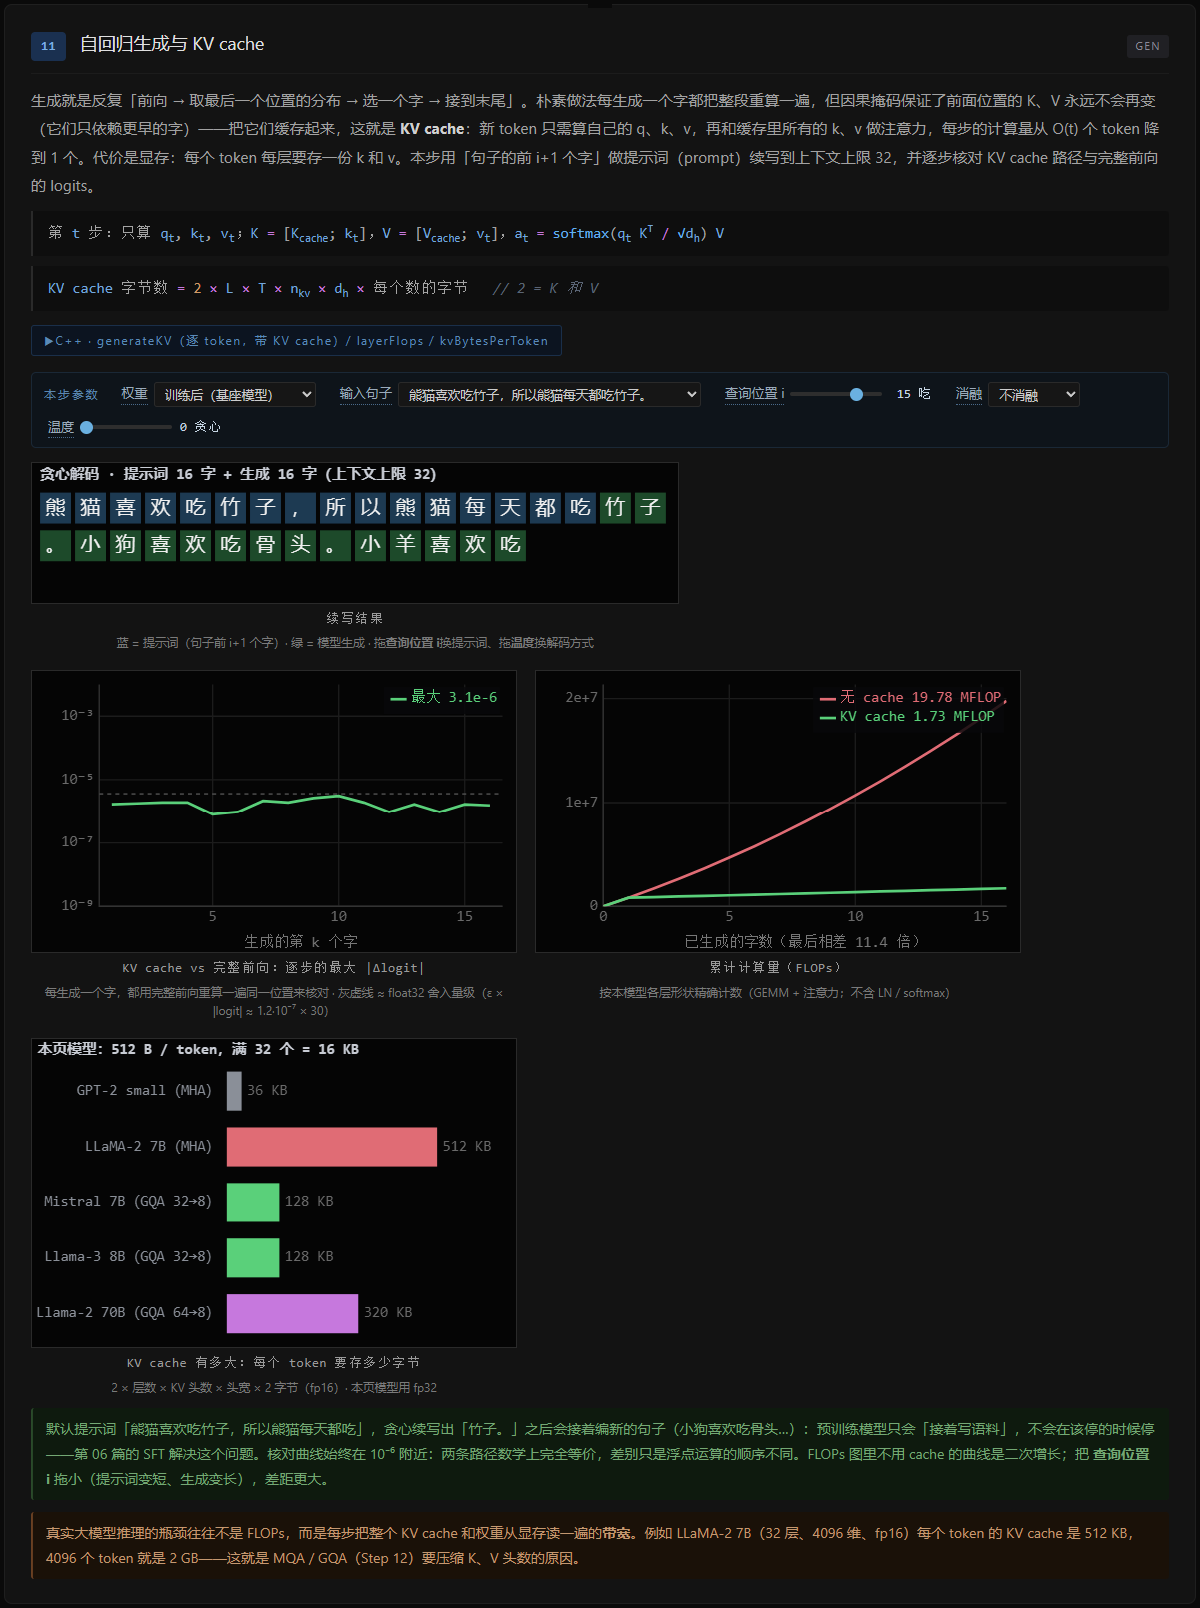 11 自回归生成与 KV cache GEN
生成就是反复「前向 → 取最后一个位置的分布 → 选一个字 → 接到末尾」。朴素做法每生成一个字都把整段重算一遍，但因果掩码保证了前面位置的 K、V 永远不会再变
（它们只依赖更早的字）——把它们缓存起来，这就是 KV cache：新 token 只需算自己的 q、k、v，再和缓存里所有的 k、v 做注意力，每步的计算量从 O(t) 个 token 降
到 1 个。代价是显存：每个 token 每层要存一份 k 和 v。本步用「句子的前 i+1 个字」做提示词（prompt）续写到上下文上限 32，并逐步核对 KV cache 路径与完整前向
的 logits。
第 t 步：只算 qt, kt, vt；K = [Kcache; kt]，V = [Vcache; vt]，at = softmax(qt KT / √dh) V
KV cache 字节数 = 2 × L × T × nkv × dh × 每个数的字节 // 2 = K 和 V
▶C++ · generateKV（逐 token，带 KV cache）/ layerFlops / kvBytesPerToken
本步参数 权重 训练后（基座模型） 输入句子 熊猫喜欢吃竹子，所以熊猫每天都吃竹子。 查询位置 i 15 吃 消融 不消融
温度 0 贪心
贪心解码 · 提示词 16 字 + 生成 16 字（上下文上限 32）
熊猫喜欢吃竹子，所以熊猫每天都吃竹子
。小狗喜欢吃骨头。小羊喜欢吃
续写结果
蓝 = 提示词（句子前 i+1 个字）· 绿 = 模型生成 · 拖查询位置 i换提示词、拖温度换解码方式
最大 3.1e-6
10⁻³
10⁻⁵
10⁻⁷
10⁻⁹
5 10 15
生成的第 k 个字
KV cache vs 完整前向：逐步的最大 |Δlogit|
每生成一个字，都用完整前向重算一遍同一位置来核对 · 灰虚线 ≈ float32 舍入量级（ε ×
|logit| ≈ 1.2·10⁻⁷ × 30）
无 cache 19.78 MFLOP,
KV cache 1.73 MFLOP
2e+7
1e+7
0
0 5 10 15
已生成的字数（最后相差 11.4 倍）
累计计算量（FLOPs）
按本模型各层形状精确计数（GEMM + 注意力；不含 LN / softmax）
本页模型：512 B / token, 满 32 个 = 16 KB
GPT-2 small (MHA) 36 KB
LLaMA-2 7B (MHA) 512 KB
Mistral 7B (GQA 32→8) 128 KB
Llama-3 8B (GQA 32→8) 128 KB
Llama-2 70B (GQA 64→8) 320 KB
KV cache 有多大：每个 token 要存多少字节
2 × 层数 × KV 头数 × 头宽 × 2 字节（fp16）· 本页模型用 fp32
默认提示词「熊猫喜欢吃竹子，所以熊猫每天都吃」，贪心续写出「竹子。」之后会接着编新的句子（小狗喜欢吃骨头…）：预训练模型只会「接着写语料」，不会在该停的时候停
——第 06 篇的 SFT 解决这个问题。核对曲线始终在 10⁻⁶ 附近：两条路径数学上完全等价，差别只是浮点运算的顺序不同。FLOPs 图里不用 cache 的曲线是二次增长；把 查询位置
i 拖小（提示词变短、生成变长），差距更大。
真实大模型推理的瓶颈往往不是 FLOPs，而是每步把整个 KV cache 和权重从显存读一遍的带宽。例如 LLaMA-2 7B（32 层、4096 维、fp16）每个 token 的 KV cache 是 512 KB，
4096 个 token 就是 2 GB——这就是 MQA / GQA（Step 12）要压缩 K、V 头数的原因。